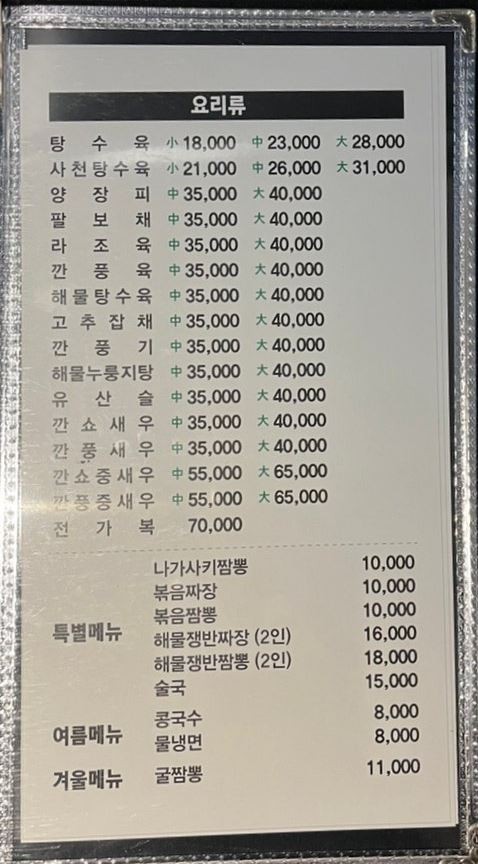 요리류
탕수육 小 18,000 中 23,000 大 28,000
사천탕수육 小 21,000 中 26,000 大 31,000
양장피 中 35,000 大 40,000
팔보채 中 35,000 大 40,000
라조육 中 35,000 大 40,000
깐풍육 中 35,000 大 40,000
해물탕수육 中 35,000 大 40,000
고추잡채 中 35,000 大 40,000
깐풍기 中 35,000 大 40,000
해물누룽지탕 中 35,000 大 40,000
유산슬 中 35,000 大 40,000
깐쇼새우 中 35,000 大 40,000
깐풍새우 中 35,000 大 40,000
깐쇼중새우 中 55,000 大 65,000
깐풍중새우 中 55,000 大 65,000
전가복 70,000
특별메뉴
나가사키짬뽕 10,000
볶음짜장 10,000
볶음짬뽕 10,000
해물쟁반짜장 (2인) 16,000
해물쟁반짬뽕 (2인) 18,000
술국 15,000
여름메뉴
콩국수 8,000
물냉면 8,000
겨울메뉴 굴짬뽕 11,000